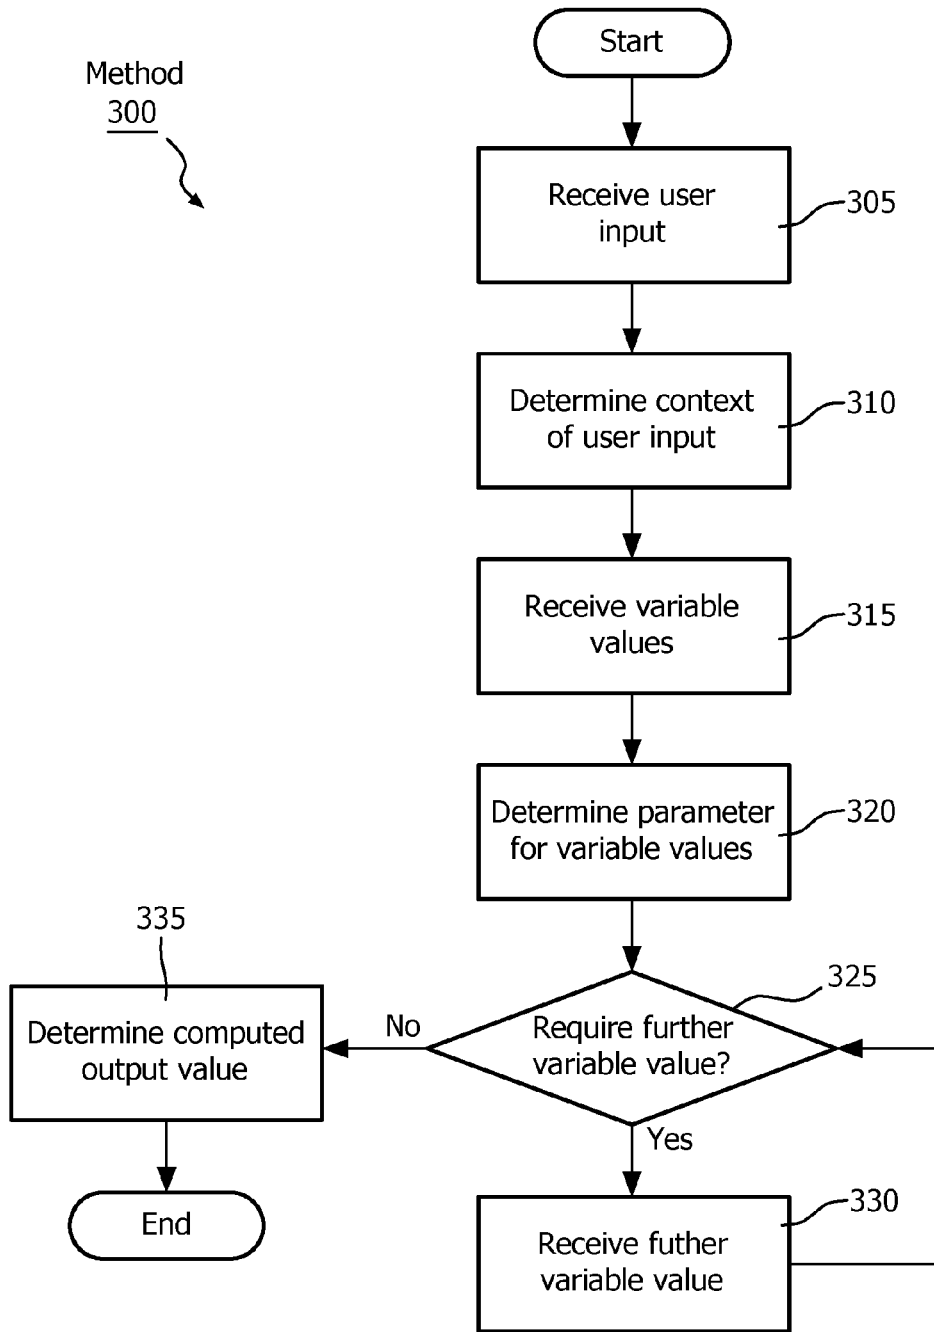 Start
Method
300
Receive user
input
305
Determine context
of user input
310
Receive variable
values
315
Determine parameter
for variable values
320
335
325
Determine computed
output value
No
Require further
variable value?
Yes
End
330
Receive futher
variable value